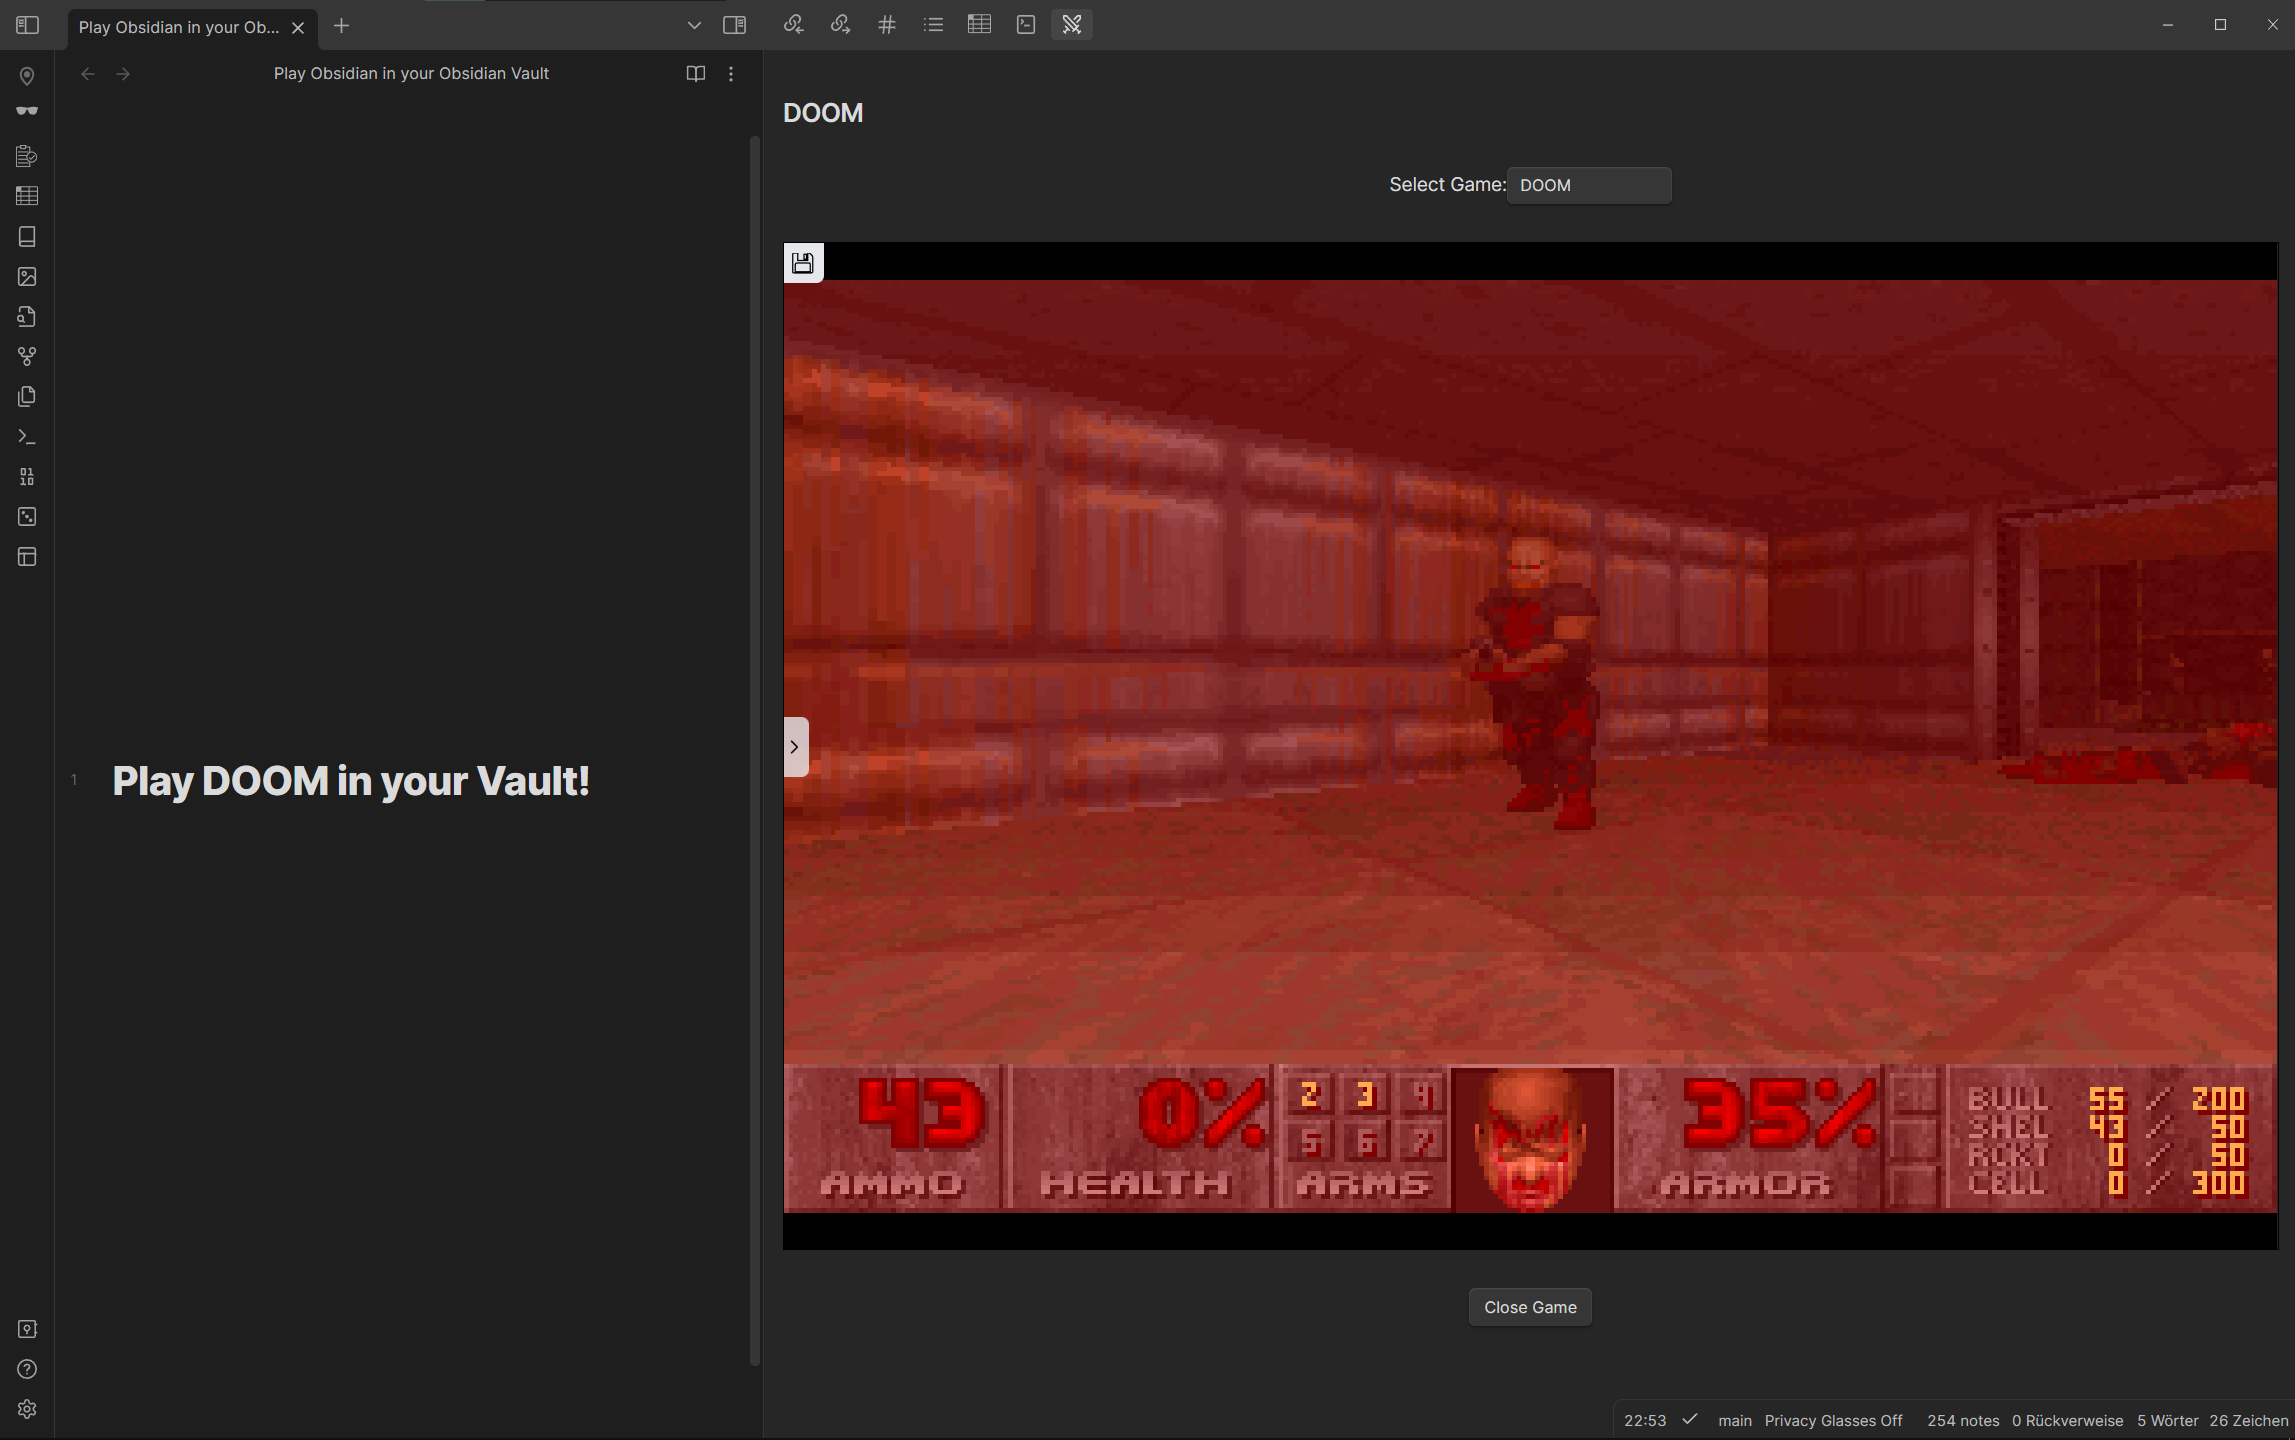 Play Obsidian in your Ob...
Play Obsidian in your Obsidian Vault
1
Play DOOM in your Vault!
DOOM
Select Game: DOOM
43
AMMO
0%
HEALTH
2 3 4
5 6 7
ARMS
35%
ARMOR
BULL 55 / 200
SHEL 43 / 50
RCKT 0 / 50
CELL 0 / 300
Close Game
22:53 main Privacy Glasses Off 254 notes 0 Rückverweise 5 Wörter 26 Zeichen